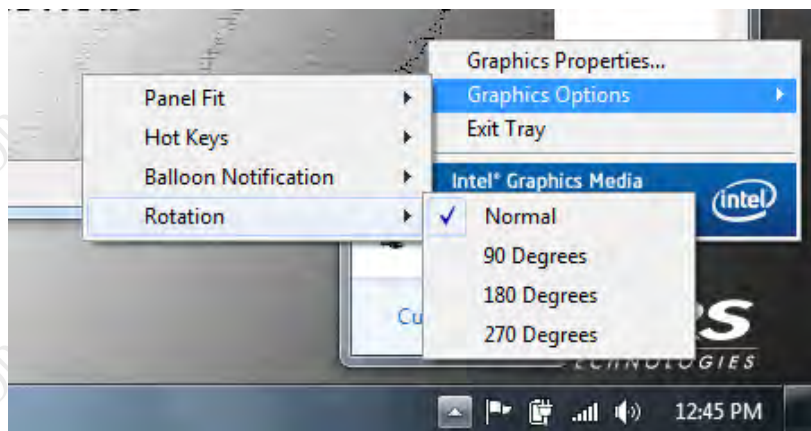 Graphics Properties...
Graphics Options
Exit Tray
Panel Fit
Hot Keys
Balloon Notification
Rotation
Intel® Graphics Media
intel
Normal
90 Degrees
180 Degrees
270 Degrees
Cu
S
12:45 PM